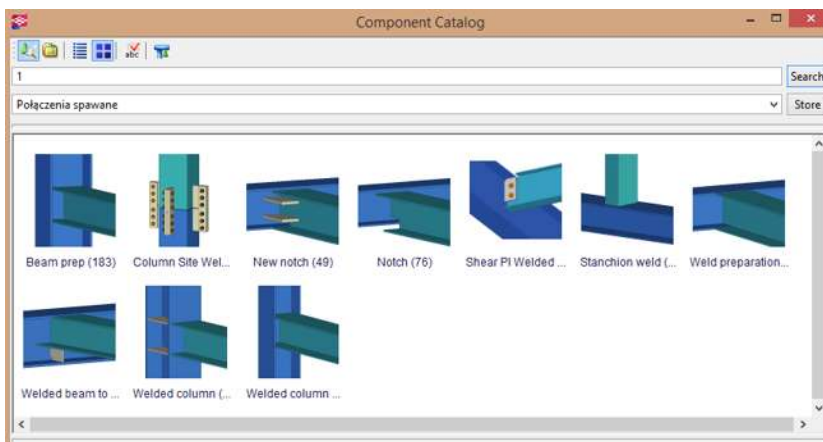 Component Catalog
abc
1
Search
Połączenia spawane
Store
Beam prep (183)
Column Site Wel...
New notch (49)
Notch (76)
Shear Pl Welded ...
Stanchion weld (...
Weld preparation...
Welded beam to ...
Welded column (...
Welded column ...